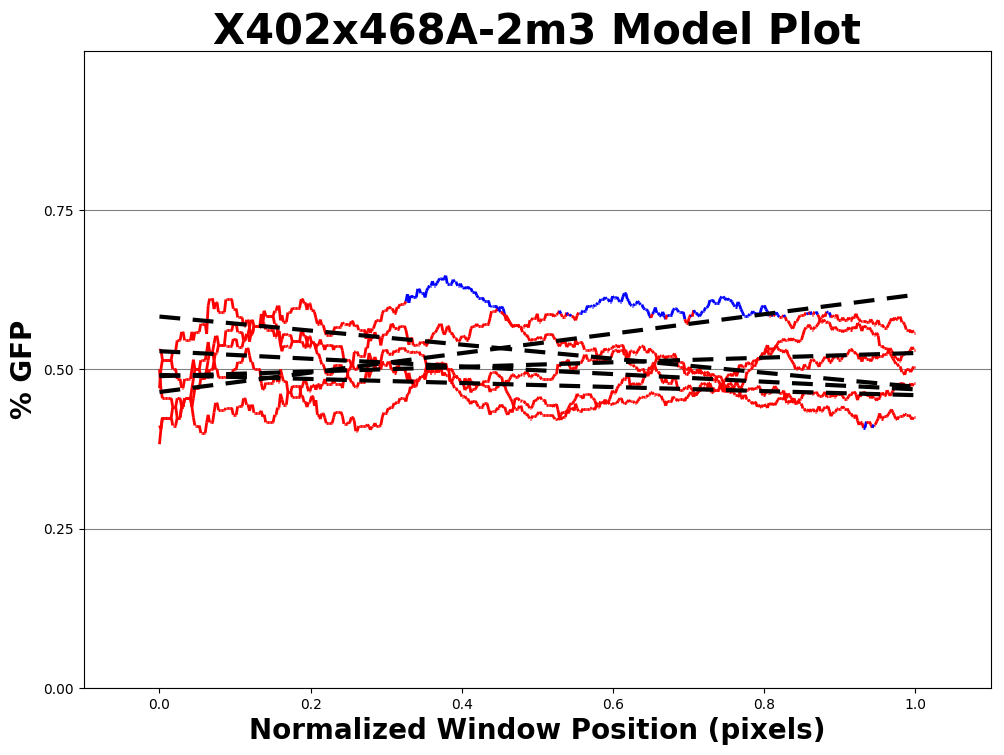 X402x468A-2m3 Model Plot
% GFP
0.75
0.50
0.25
0.00
0.0 0.2 0.4 0.6 0.8 1.0
Normalized Window Position (pixels)